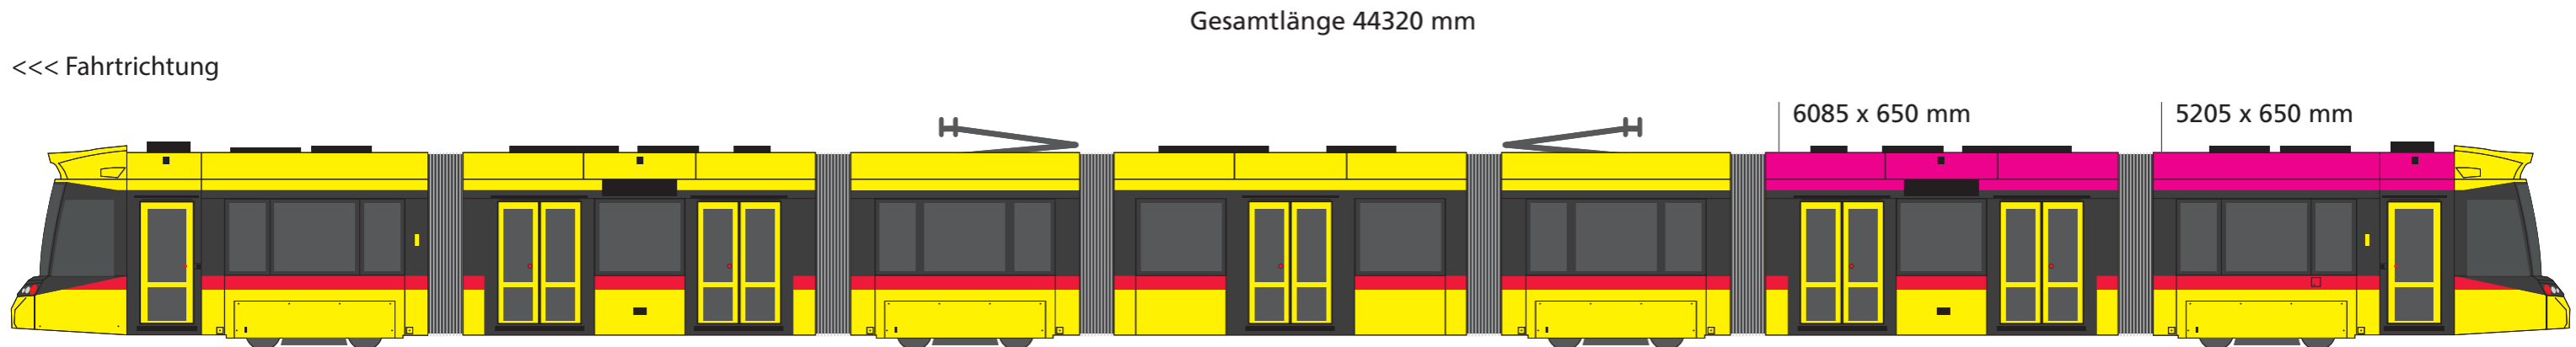 Gesamtlänge 44320 mm
<<< Fahrtrichtung
6085 x 650 mm
5205 x 650 mm